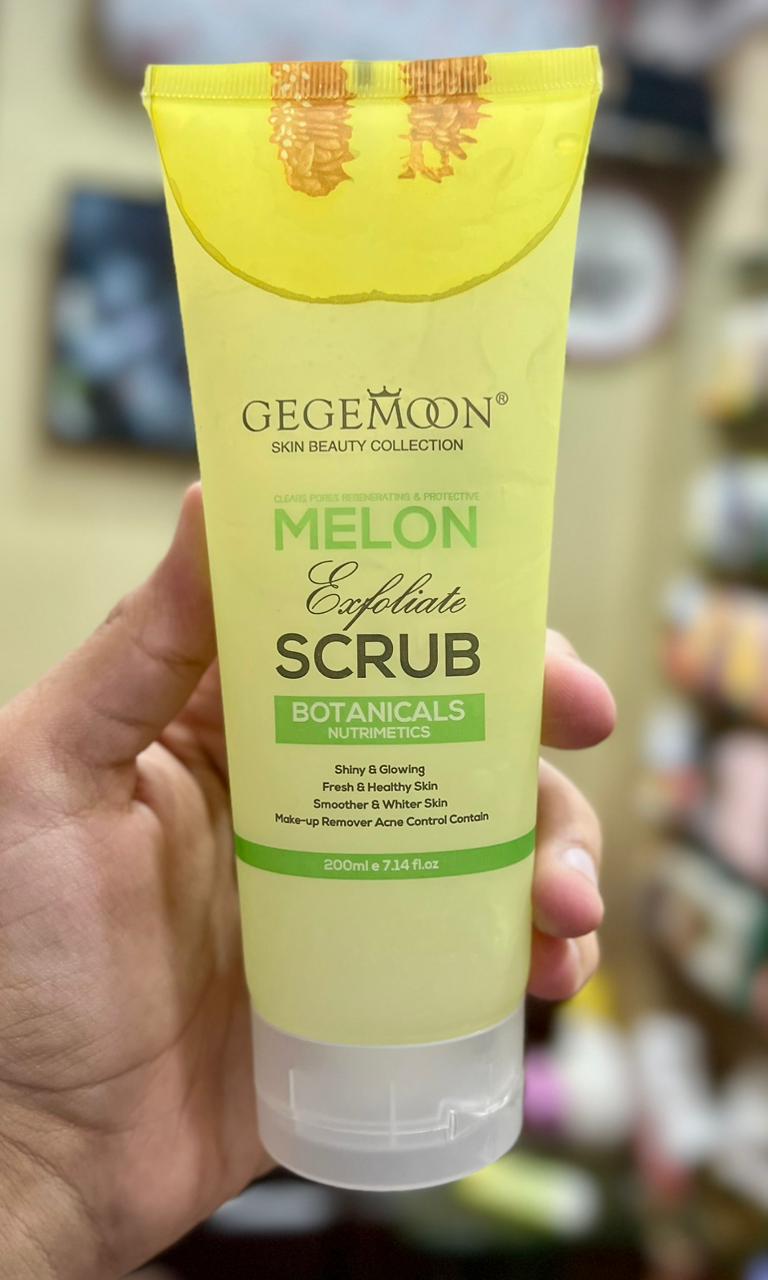 GEGEMOON®
SKIN BEAUTY COLLECTION
CLEARS PORES REGENERATING & PROTECTIVE
MELON
Exfoliate
SCRUB
BOTANICALS
NUTRIMETICS
Shiny & Glowing
Fresh & Healthy Skin
Smoother & Whiter Skin
Make-up Remover Acne Control Contain
200ml e 7.14 fl.oz